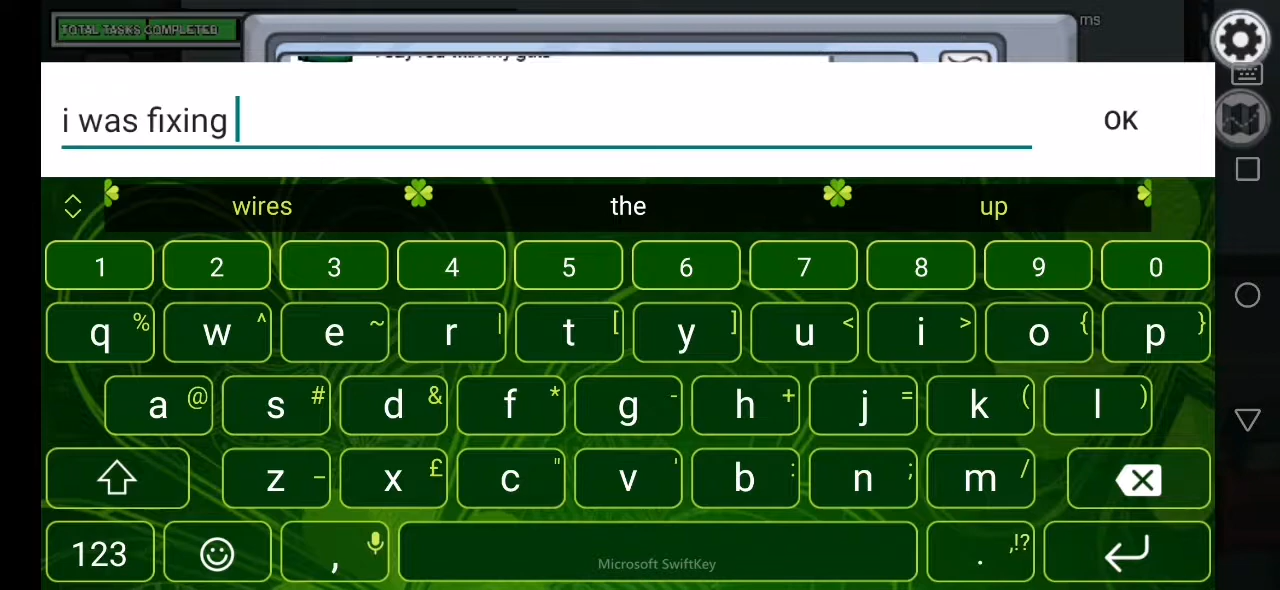 TOTAL TASKS COMPLETED
ms
i was fixing
OK
wires the up
1 2 3 4 5 6 7 8 9 0
q % w ^ e ~ r | t [ y ] u < i > o { p }
a @ s # d & f * g - h + j = k ( l )
z _ x £ c " v ' b : n ; m /
123 , Microsoft SwiftKey . ,!?